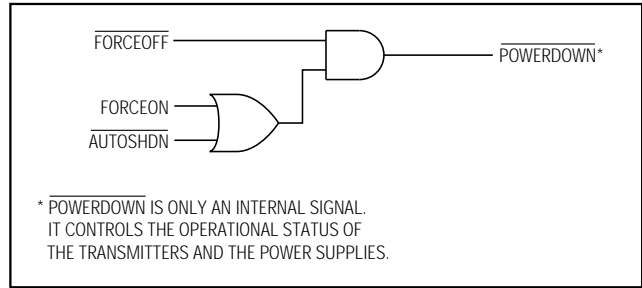 FORCEOFF
POWERDOWN*
FORCEON
AUTOSHDN
* POWERDOWN IS ONLY AN INTERNAL SIGNAL.
IT CONTROLS THE OPERATIONAL STATUS OF
THE TRANSMITTERS AND THE POWER SUPPLIES.